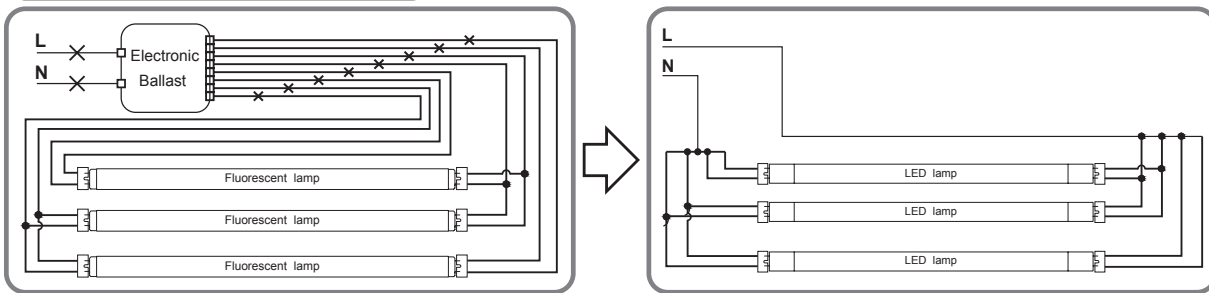 L
N
Electronic
Ballast
Fluorescent lamp
Fluorescent lamp
Fluorescent lamp
L
N
LED lamp
LED lamp
LED lamp